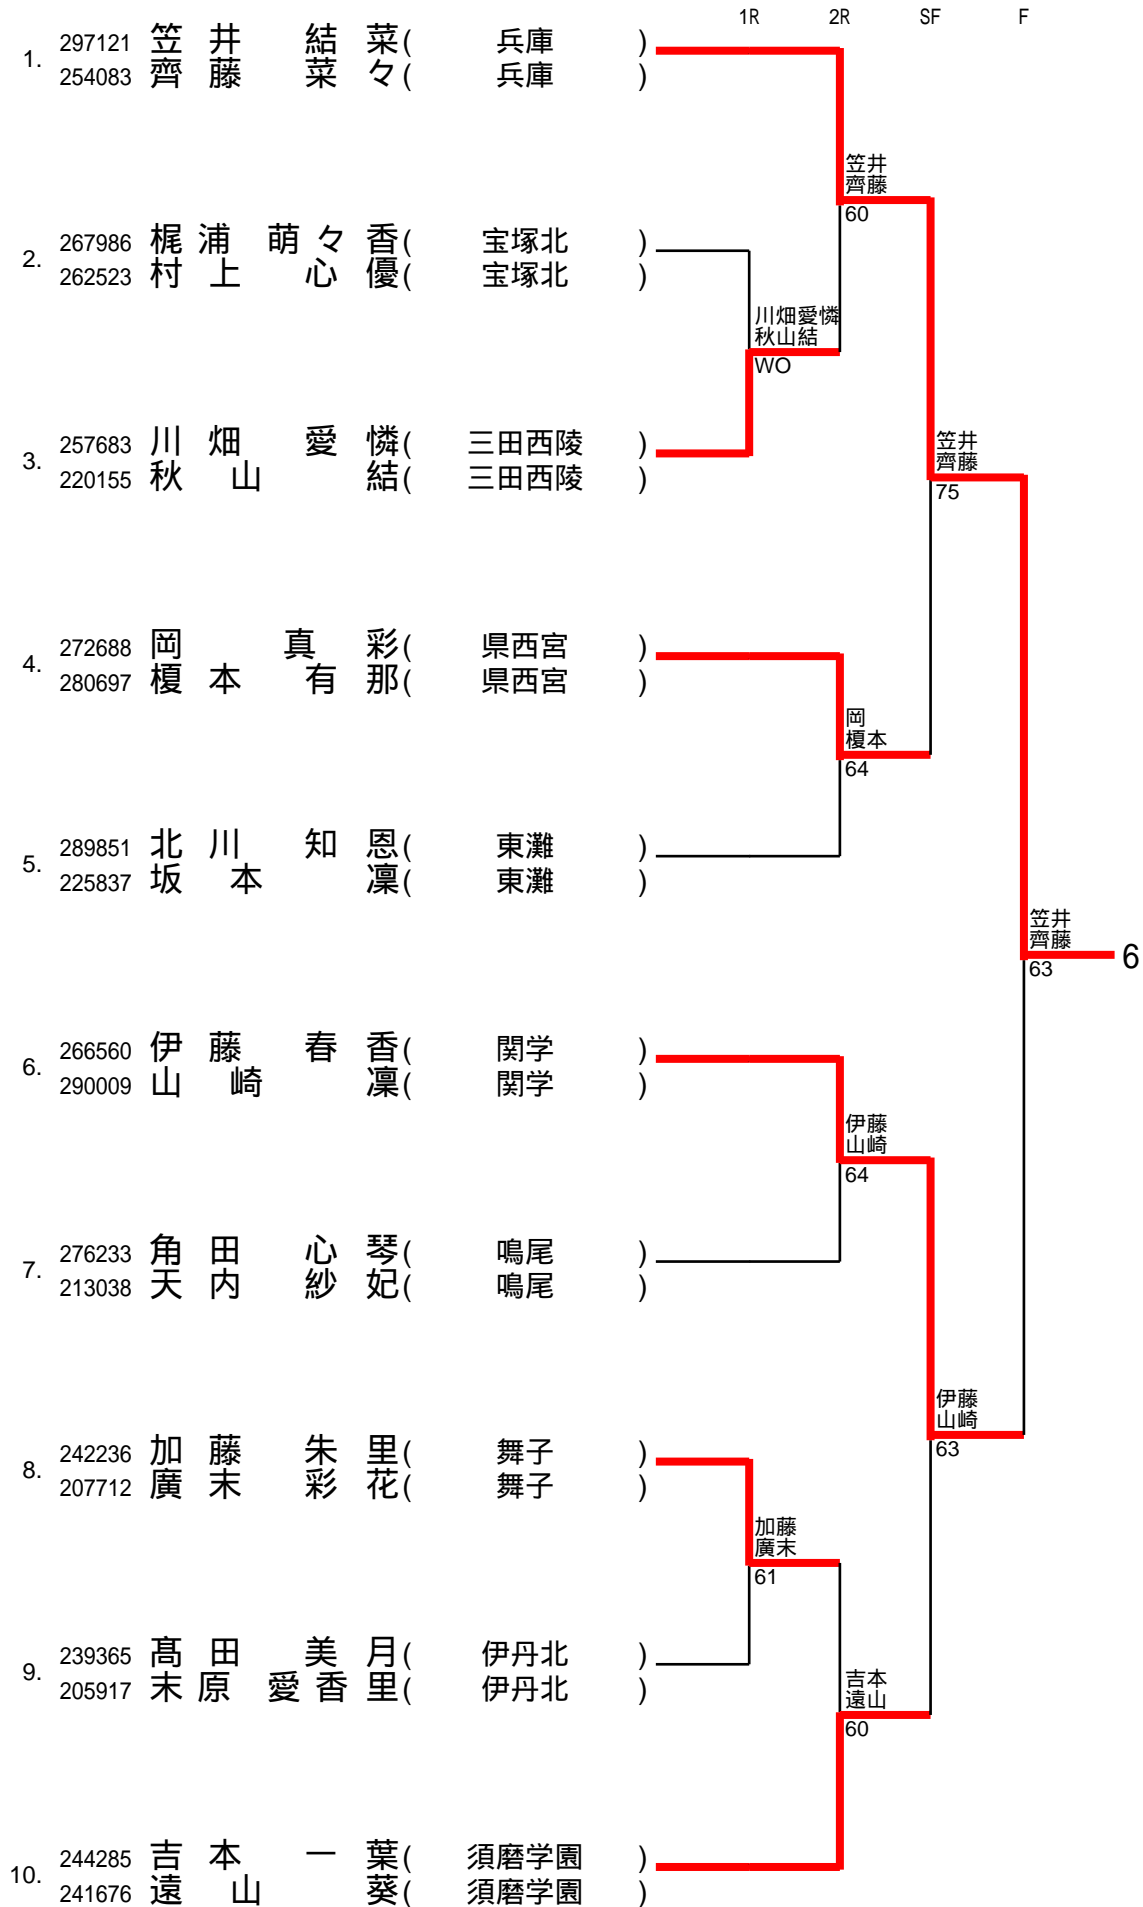 1R 2R SF F
1. 297121 笠井 結菜( 兵庫 )
254083 齊藤 菜々( 兵庫 )
笠井
齊藤
60
2. 267986 梶浦 萌々香( 宝塚北 )
262523 村上 心優( 宝塚北 )
川畑愛憐
秋山結
WO
3. 257683 川畑 愛憐( 三田西陵 )
220155 秋山 結( 三田西陵 )
笠井
齊藤
75
4. 272688 岡 真彩( 県西宮 )
280697 榎本 有那( 県西宮 )
岡
榎本
64
5. 289851 北川 知恩( 東灘 )
225837 坂本 凜( 東灘 )
笠井
齊藤
63
6
6. 266560 伊藤 春香( 関学 )
290009 山崎 凜( 関学 )
伊藤
山崎
64
7. 276233 角田 心琴( 鳴尾 )
213038 天内 紗妃( 鳴尾 )
伊藤
山崎
63
8. 242236 加藤 朱里( 舞子 )
207712 廣末 彩花( 舞子 )
加藤
廣末
61
9. 239365 髙田 美月( 伊丹北 )
205917 末原 愛香里( 伊丹北 )
吉本
遠山
60
10. 244285 吉本 一葉( 須磨学園 )
241676 遠山 葵( 須磨学園 )